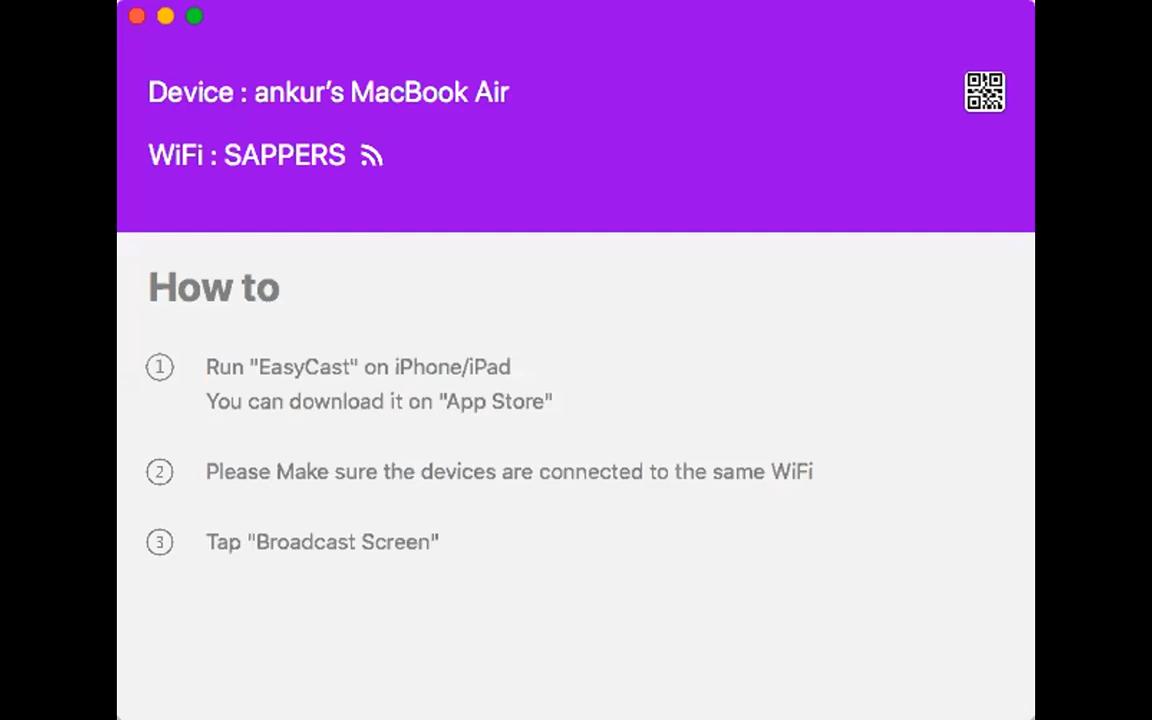 Device : ankur’s MacBook Air
WiFi : SAPPERS
How to
1 Run "EasyCast" on iPhone/iPad
You can download it on "App Store"
2 Please Make sure the devices are connected to the same WiFi
3 Tap "Broadcast Screen"